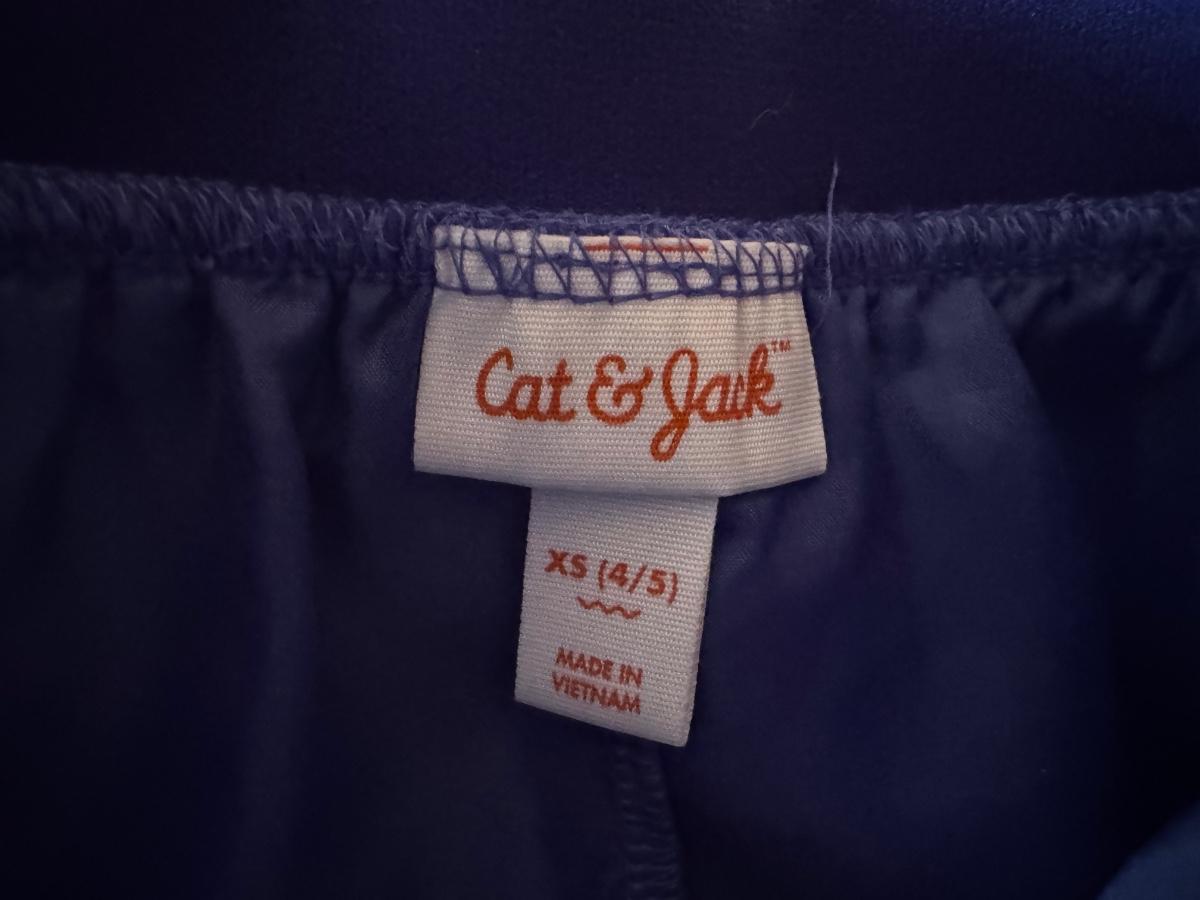 Cat & Jack™
XS (4/5)
MADE IN
VIETNAM